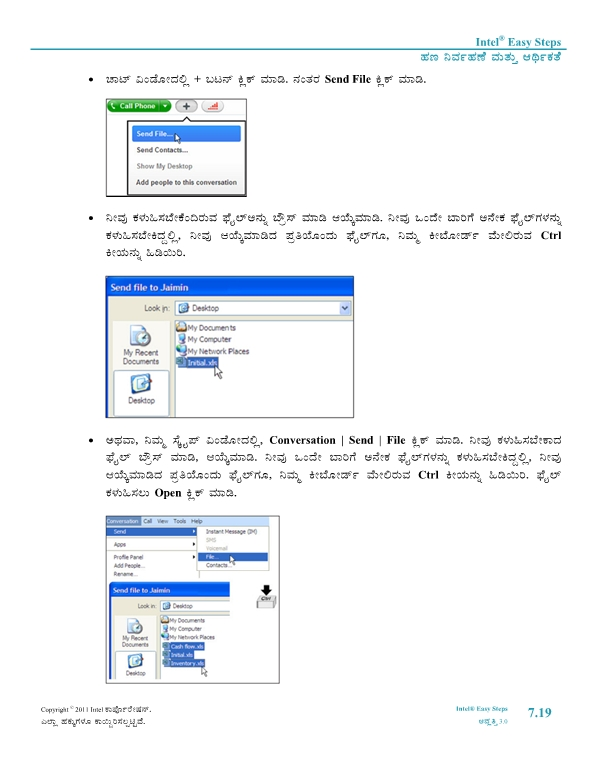 Intel® Easy Steps
ಹಣ ನಿರ್ವಹಣೆ ಮತ್ತು ಆರ್ಥಿಕತೆ
• ಚಾಟ್ ವಿಂಡೋದಲ್ಲಿ + ಬಟನ್ ಕ್ಲಿಕ್ ಮಾಡಿ. ನಂತರ Send File ಕ್ಲಿಕ್ ಮಾಡಿ.
Call Phone
Send File...
Send Contacts...
Show My Desktop
Add people to this conversation
• ನೀವು ಕಳುಹಿಸಬೇಕೆಂದಿರುವ ಫೈಲ್‌ಅನ್ನು ಬ್ರೌಸ್ ಮಾಡಿ ಆಯ್ಕೆಮಾಡಿ. ನೀವು ಒಂದೇ ಬಾರಿಗೆ ಅನೇಕ ಫೈಲ್‌ಗಳನ್ನು
ಕಳುಹಿಸಬೇಕಿದ್ದಲ್ಲಿ, ನೀವು ಆಯ್ಕೆಮಾಡಿದ ಪ್ರತಿಯೊಂದು ಫೈಲ್‌ಗೂ, ನಿಮ್ಮ ಕೀಬೋರ್ಡ್ ಮೇಲಿರುವ Ctrl
ಕೀಯನ್ನು ಹಿಡಿಯಿರಿ.
Send file to Jaimin
Look in: Desktop
My Recent Documents
Desktop
My Documents
My Computer
My Network Places
Initial.xls
• ಅಥವಾ, ನಿಮ್ಮ ಸ್ಕೈಪ್ ವಿಂಡೋದಲ್ಲಿ, Conversation | Send | File ಕ್ಲಿಕ್ ಮಾಡಿ. ನೀವು ಕಳುಹಿಸಬೇಕಾದ
ಫೈಲ್ ಬ್ರೌಸ್ ಮಾಡಿ, ಆಯ್ಕೆಮಾಡಿ. ನೀವು ಒಂದೇ ಬಾರಿಗೆ ಅನೇಕ ಫೈಲ್‌ಗಳನ್ನು ಕಳುಹಿಸಬೇಕಿದ್ದಲ್ಲಿ, ನೀವು
ಆಯ್ಕೆಮಾಡಿದ ಪ್ರತಿಯೊಂದು ಫೈಲ್‌ಗೂ, ನಿಮ್ಮ ಕೀಬೋರ್ಡ್ ಮೇಲಿರುವ Ctrl ಕೀಯನ್ನು ಹಿಡಿಯಿರಿ. ಫೈಲ್
ಕಳುಹಿಸಲು Open ಕ್ಲಿಕ್ ಮಾಡಿ.
Conversation Call View Tools Help
Send
Apps
Profile Panel
Add People...
Rename...
Instant Message (IM)
SMS
Voicemail
File...
Contacts...
Send file to Jaimin
Look in: Desktop
My Recent Documents
Desktop
My Documents
My Computer
My Network Places
Cash flow.xls
Initial.xls
Inventory.xls
Ctrl
Copyright © 2011 Intel ಕಾರ್ಪೊರೇಷನ್.
ಎಲ್ಲಾ ಹಕ್ಕುಗಳೂ ಕಾಯ್ದಿರಿಸಲ್ಪಟ್ಟಿವೆ.
Intel® Easy Steps
ಆವೃತ್ತಿ 3.0
7.19